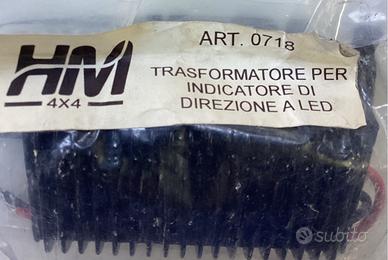 HM
4X4
ART. 0718
TRASFORMATORE PER
INDICATORE DI
DIREZIONE A LED
subito